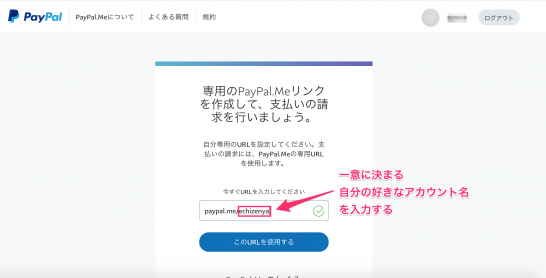 PayPal
PayPal.Meについて よくある質問 規約 ログアウト
専用のPayPal.Meリンク
を作成して、支払いの請
求を行いましょう。
自分専用のURLを設定してください。支
払いの請求には、PayPal.Meの専用URL
を使用します。
今すぐURLを入力してください
paypal.me/echizenya
このURLを使用する
一意に決まる
自分の好きなアカウント名
を入力する